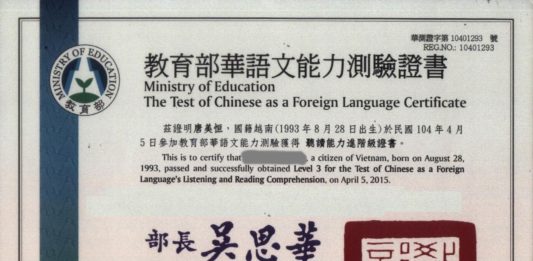 華測證字第 10401293 號
REG.NO.: 10401293
MINISTRY OF EDUCATION
教育部
教育部華語文能力測驗證書
Ministry of Education
The Test of Chinese as a Foreign Language Certificate
茲證明唐美恒，國籍越南(1993 年 8 月 28 日出生)於民國 104 年 4 月
5 日參加教育部華語文能力測驗獲得 聽讀能力進階級證書。
This is to certify that , a citizen of Vietnam, born on August 28,
1993, passed and successfully obtained Level 3 for the Test of Chinese as a Foreign
Language's Listening and Reading Comprehension, on April 5, 2015.
部長 吳思華